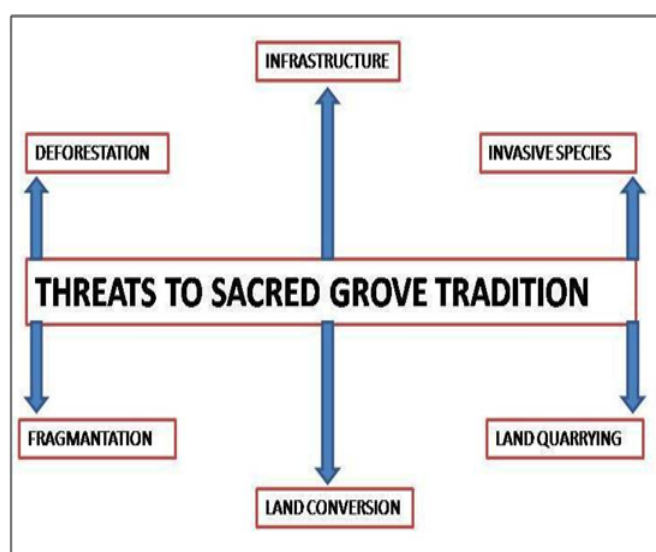 INFRASTRUCTURE
DEFORESTATION
INVASIVE SPECIES
THREATS TO SACRED GROVE TRADITION
FRAGMANTATION
LAND QUARRYING
LAND CONVERSION